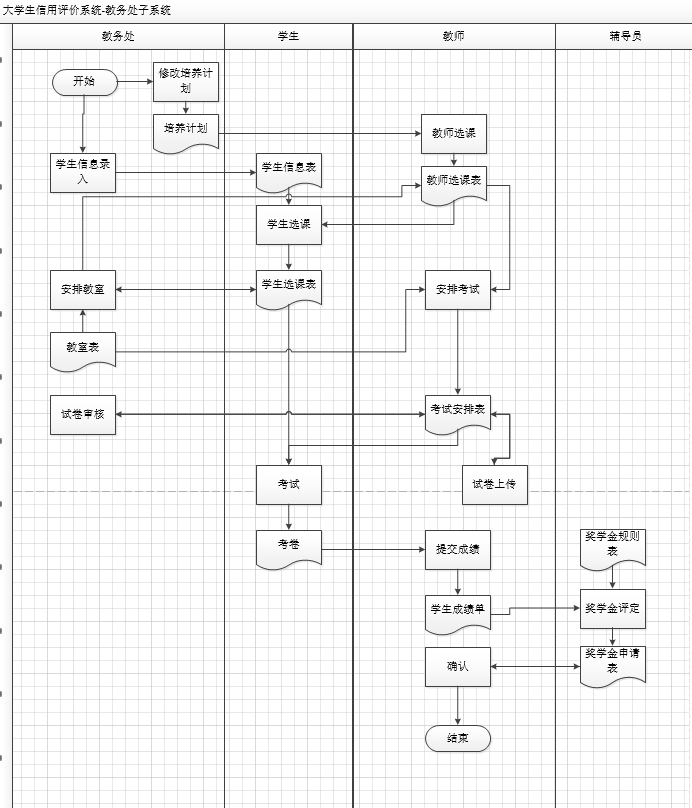 大学生信用评价系统-教务处子系统
教务处
学生
教师
辅导员
开始
修改培养计
划
培养计划
教师选课
学生信息录
入
学生信息表
教师选课表
学生选课
安排教室
学生选课表
安排考试
教室表
试卷审核
考试安排表
考试
试卷上传
考卷
提交成绩
奖学金规则
表
学生成绩单
奖学金评定
确认
奖学金申请
表
结束